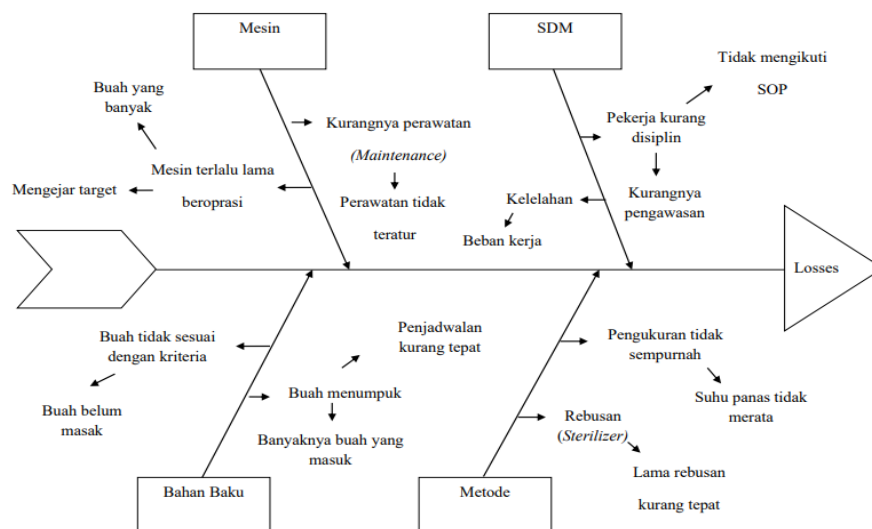 Mesin
SDM
Tidak mengikuti
SOP
Buah yang
banyak
Kurangnya perawatan
(Maintenance)
Pekerja kurang
disiplin
Mesin terlalu lama
beroprasi
Mengejar target
Perawatan tidak
teratur
Kelelahan
Kurangnya
pengawasan
Beban kerja
Losses
Buah tidak sesuai
dengan kriteria
Penjadwalan
kurang tepat
Pengukuran tidak
sempurnah
Buah menumpuk
Suhu panas tidak
merata
Buah belum
masak
Banyaknya buah yang
masuk
Rebusan
(Sterilizer)
Lama rebusan
kurang tepat
Bahan Baku
Metode